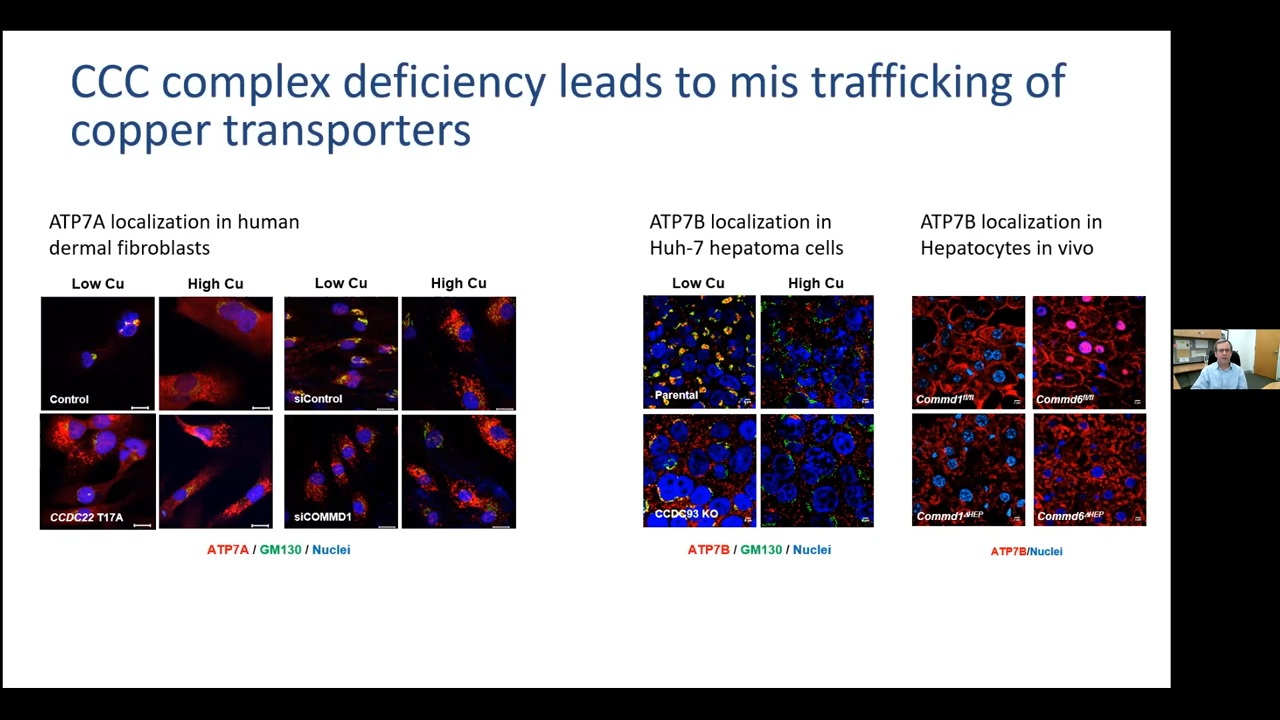 CCC complex deficiency leads to mis trafficking of
copper transporters
ATP7A localization in human
dermal fibroblasts
Low Cu
High Cu
Low Cu
High Cu
Control
siControl
CCDC22 T17A
siCOMMD1
ATP7A / GM130 / Nuclei
ATP7B localization in
Huh-7 hepatoma cells
Low Cu
High Cu
Parental
CCDC93 KO
ATP7B / GM130 / Nuclei
ATP7B localization in
Hepatocytes in vivo
Commd1fl/fl
Commd6fl/fl
Commd1ΔHEP
Commd6ΔHEP
ATP7B/Nuclei